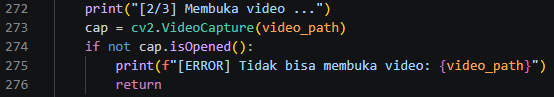 272 print("[2/3] Membuka video ...")
273 cap = cv2.VideoCapture(video_path)
274 if not cap.isOpened():
275 print(f"[ERROR] Tidak bisa membuka video: {video_path}")
276 return